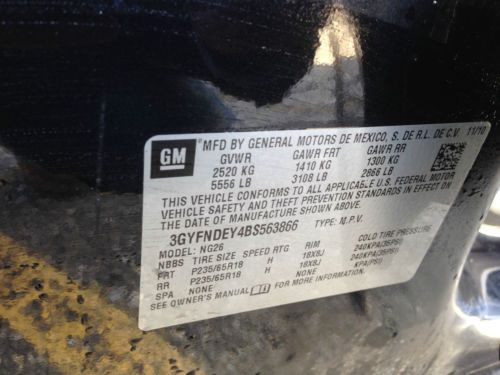 GM
MFD BY GENERAL MOTORS DE MEXICO, S. DE R.L. DE C.V. 11/10
GVWR GAWR FRT GAWR RR
2520 KG 1410 KG 1300 KG
5556 LB 3108 LB 2866 LB
THIS VEHICLE CONFORMS TO ALL APPLICABLE U.S. FEDERAL MOTOR
VEHICLE SAFETY AND THEFT PREVENTION STANDARDS IN EFFECT ON
THE DATE OF MANUFACTURE SHOWN ABOVE.
3GYFNDEY4BS563866 TYPE: M.P.V.
MODEL: NG26
NBBS TIRE SIZE SPEED RTG RIM COLD TIRE PRESSURE
FRT P235/65R18 H 18X8J 240KPA(35PSI)
RR P235/65R18 H 18X8J 240KPA(35PSI)
SPA NONE NONE KPA(PSI)
SEE OWNER'S MANUAL FOR MORE INFORMATION.